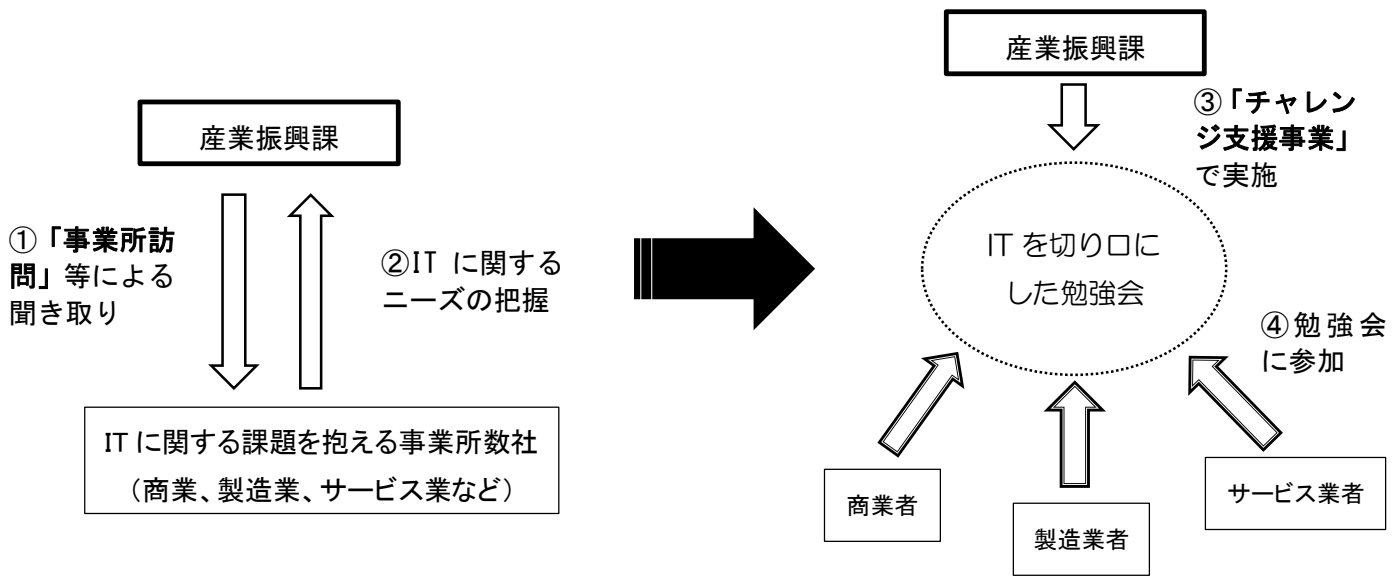 産業振興課
①「事業所訪
問」等による
聞き取り
②IT に関する
ニーズの把握
IT に関する課題を抱える事業所数社
（商業、製造業、サービス業など）
産業振興課
③「チャレン
ジ支援事業」
で実施
IT を切り口に
した勉強会
④勉強会
に参加
商業者
製造業者
サービス業者